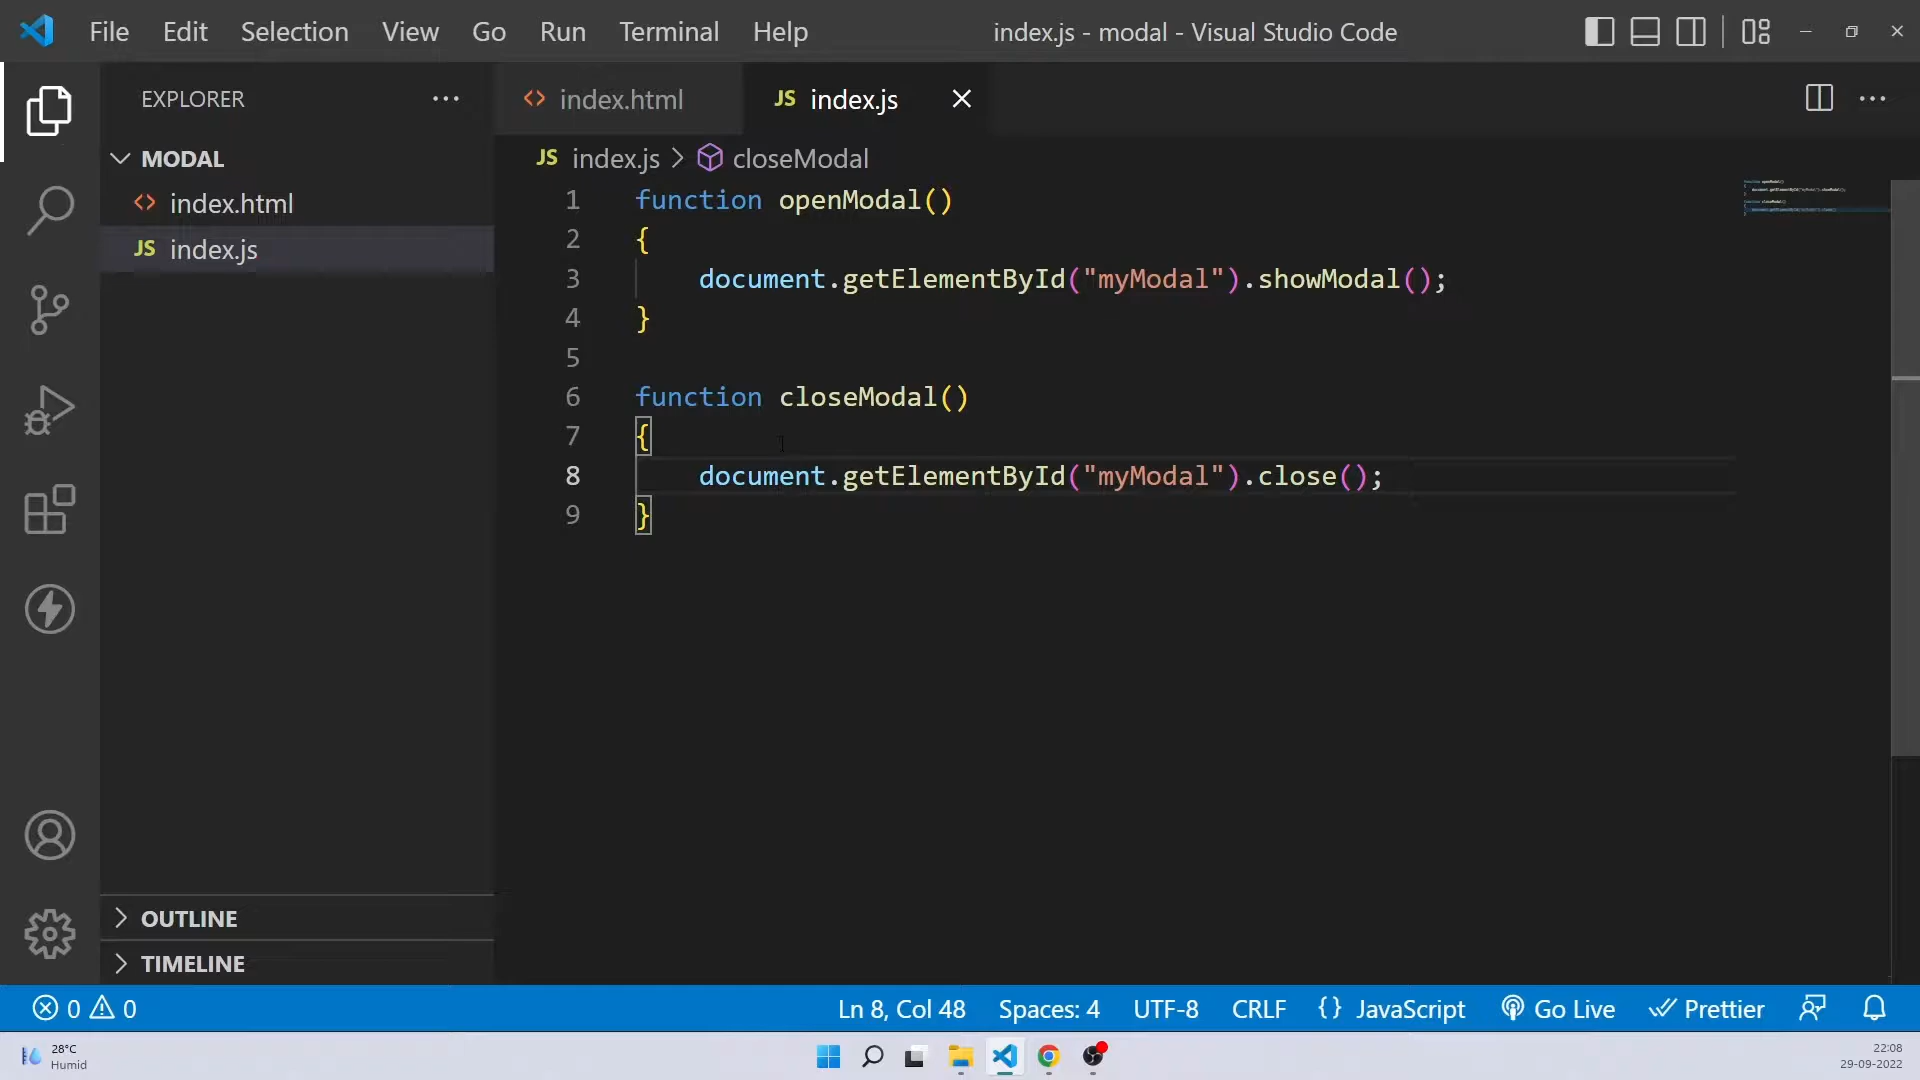 File Edit Selection View Go Run Terminal Help index.js - modal - Visual Studio Code
EXPLORER
MODAL
index.html
JS index.js
OUTLINE
TIMELINE
index.html JS index.js
JS index.js > closeModal
1 function openModal()
2 {
3 document.getElementById("myModal").showModal();
4 }
5
6 function closeModal()
7 {
8 document.getElementById("myModal").close();
9 }
0 0 Ln 8, Col 48 Spaces: 4 UTF-8 CRLF {} JavaScript Go Live Prettier
28°C
Humid
22:08
29-09-2022